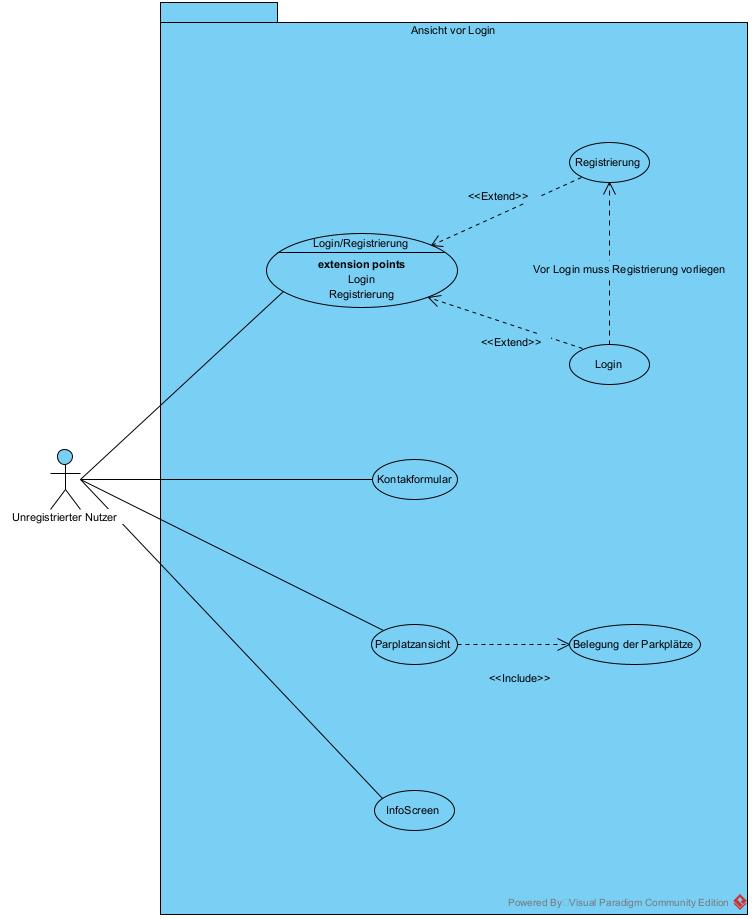 Ansicht vor Login
Registrierung
<<Extend>>
Login/Registrierung
extension points
Login
Registrierung
Vor Login muss Registrierung vorliegen
<<Extend>>
Login
Kontakformular
Unregistrierter Nutzer
Parplatzansicht
Belegung der Parkplätze
<<Include>>
InfoScreen
Powered By: Visual Paradigm Community Edition